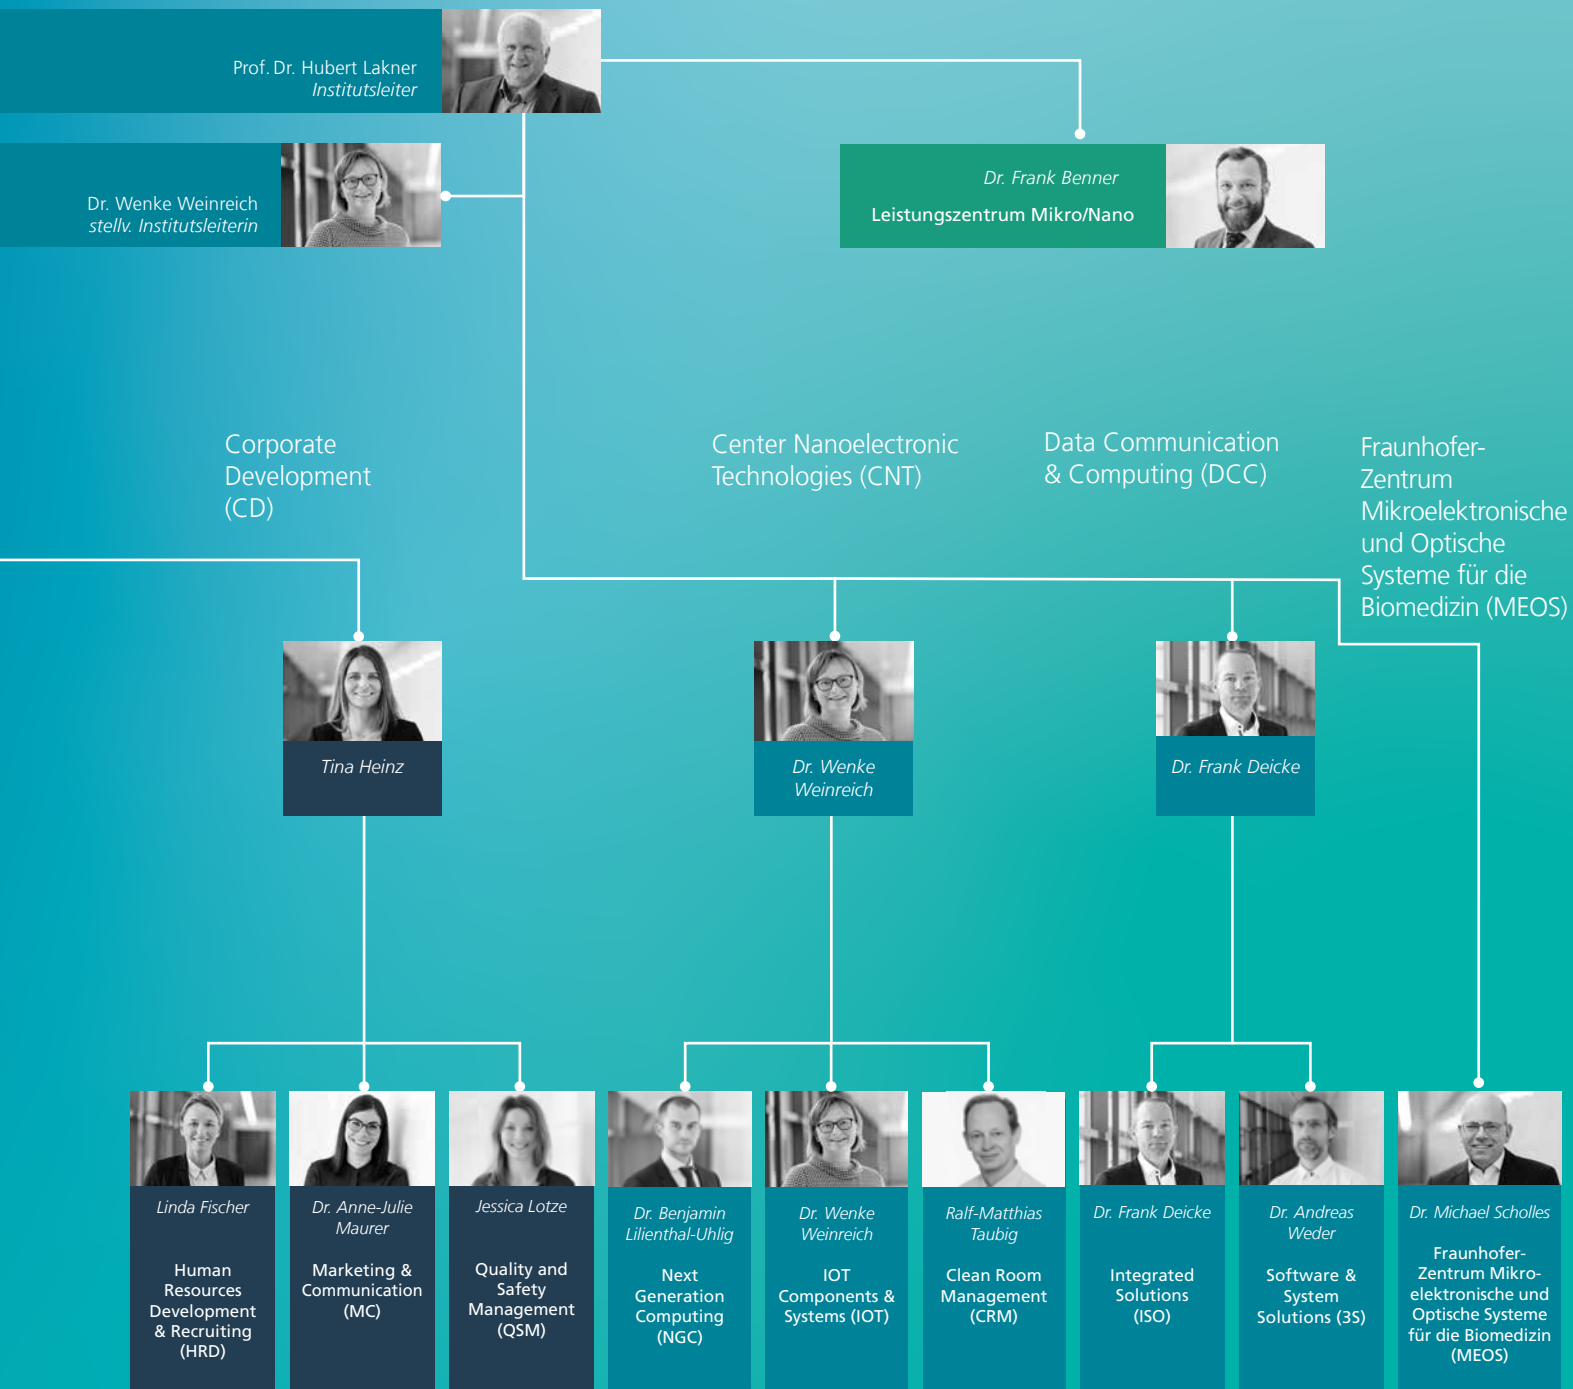 Prof. Dr. Hubert Lakner
Institutsleiter
Dr. Wenke Weinreich
stellv. Institutsleiterin
Dr. Frank Benner
Leistungszentrum Mikro/Nano
Corporate
Development
(CD)
Center Nanoelectronic
Technologies (CNT)
Data Communication
& Computing (DCC)
Fraunhofer-
Zentrum
Mikroelektronische
und Optische
Systeme für die
Biomedizin (MEOS)
Tina Heinz
Dr. Wenke
Weinreich
Dr. Frank Deicke
Linda Fischer
Human
Resources
Development
& Recruiting
(HRD)
Dr. Anne-Julie
Maurer
Marketing &
Communication
(MC)
Jessica Lotze
Quality and
Safety
Management
(QSM)
Dr. Benjamin
Lilienthal-Uhlig
Next
Generation
Computing
(NGC)
Dr. Wenke
Weinreich
IOT
Components &
Systems (IOT)
Ralf-Matthias
Taubig
Clean Room
Management
(CRM)
Dr. Frank Deicke
Integrated
Solutions
(ISO)
Dr. Andreas
Weder
Software &
System
Solutions (3S)
Dr. Michael Scholles
Fraunhofer-
Zentrum Mikro-
elektronische und
Optische Systeme
für die Biomedizin
(MEOS)